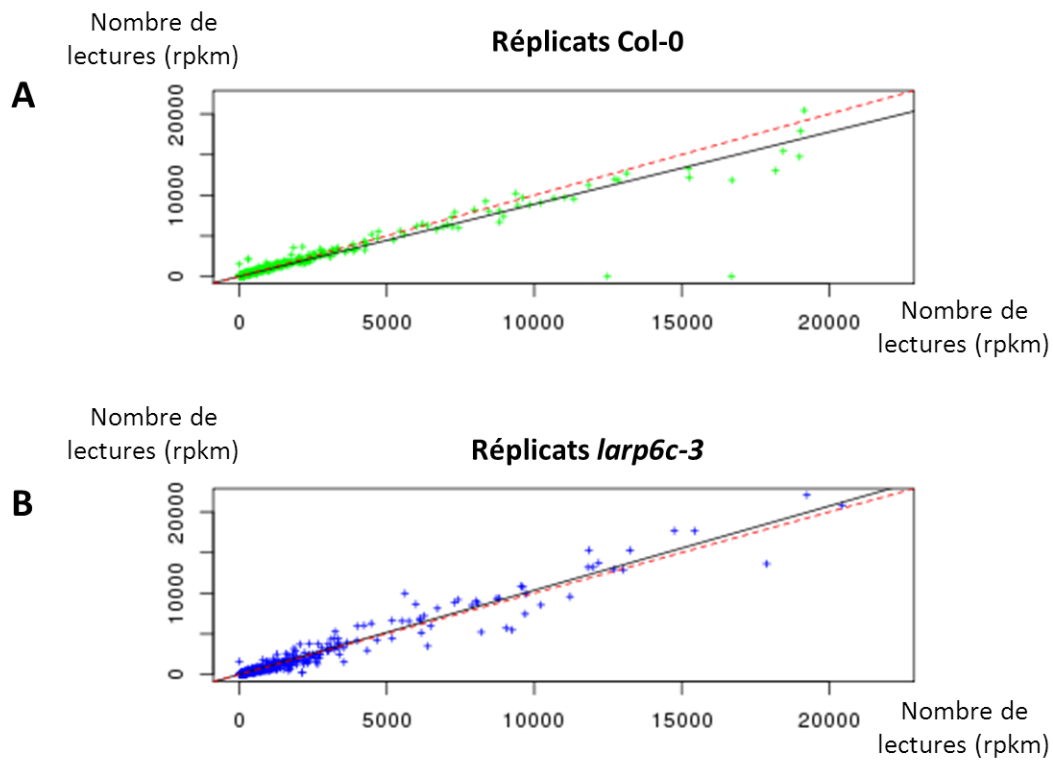 Nombre de
lectures (rpkm)
Réplicats Col-0
A
20000
10000
0
0 5000 10000 15000 20000
Nombre de
lectures (rpkm)
Nombre de
lectures (rpkm)
Réplicats larp6c-3
B
20000
10000
0
0 5000 10000 15000 20000
Nombre de
lectures (rpkm)